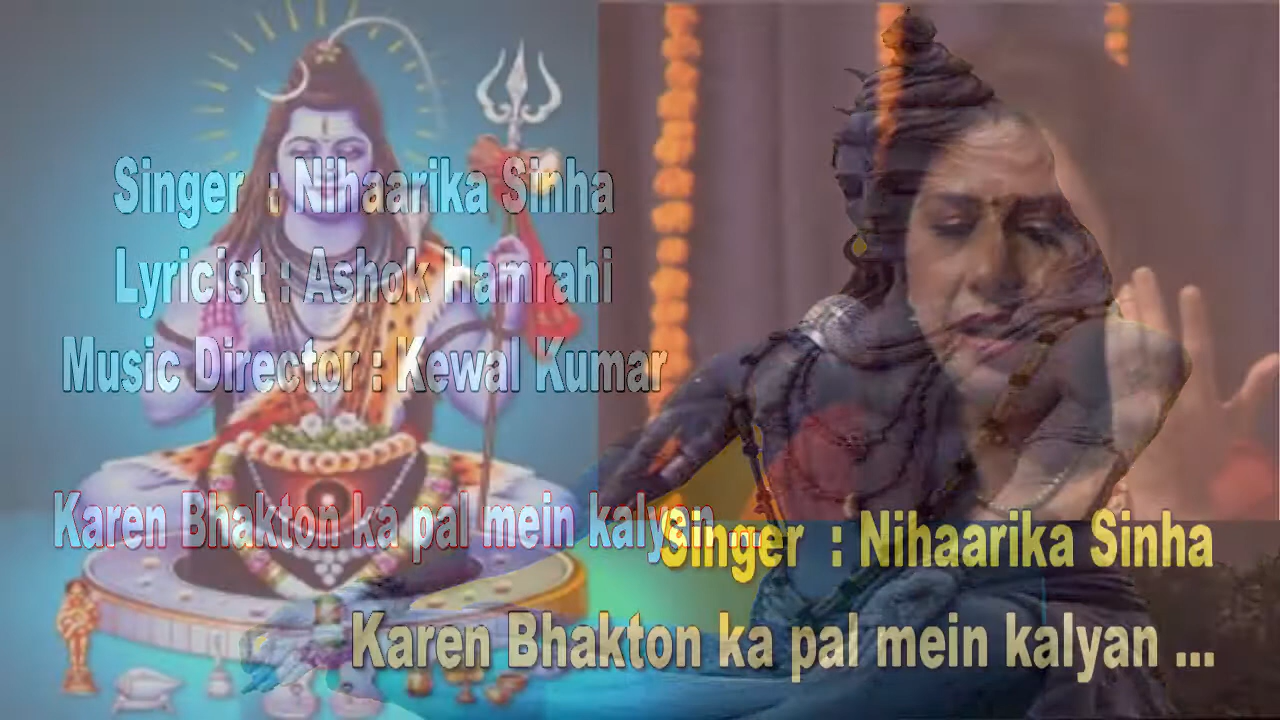 Singer : Nihaarika Sinha
Lyricist : Ashok Hamrahi
Music Director : Kewal Kumar
Karen Bhakton ka pal mein kalyan ...
Singer : Nihaarika Sinha
Karen Bhakton ka pal mein kalyan ...